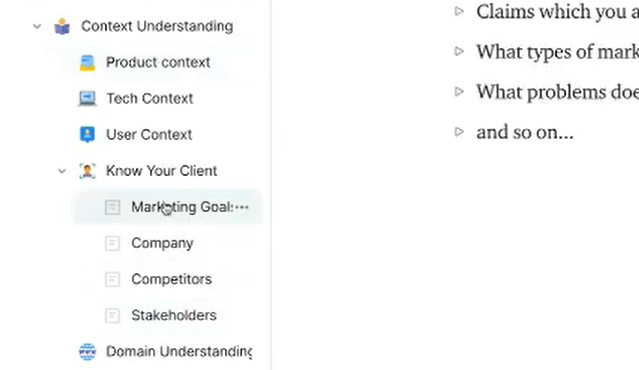 Context Understanding
Product context
Tech Context
User Context
Know Your Client
Marketing Goal:...
Company
Competitors
Stakeholders
Domain Understanding
Claims which you a
What types of mark
What problems doe
and so on...